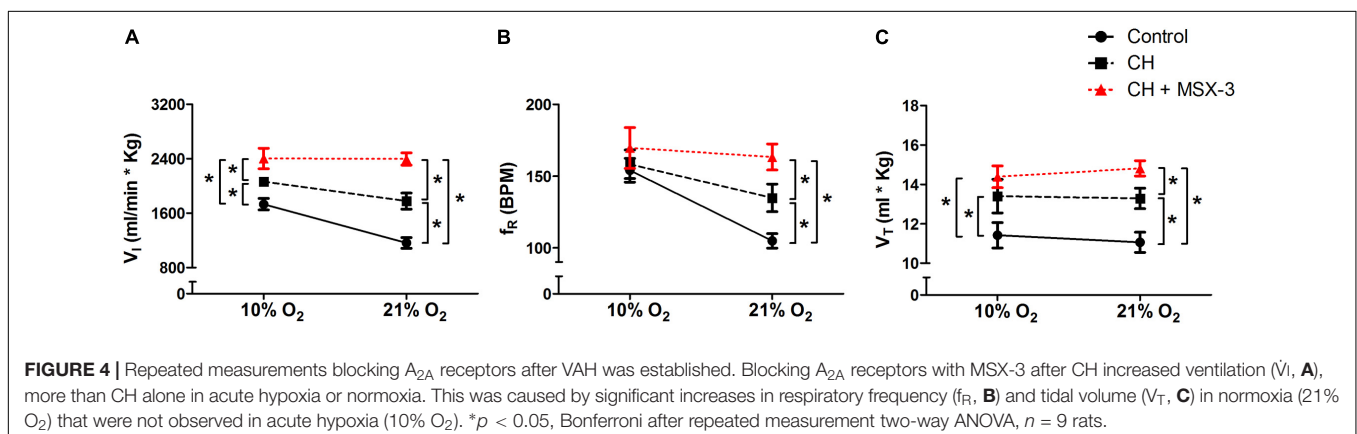 A
B
C
Control
CH
CH + MSX-3
V_I (ml/min * Kg)
3200
2400
1600
800
0
10% O₂
21% O₂
*
*
*
*
*
*
f_R (BPM)
200
150
100
0
10% O₂
21% O₂
*
*
*
V_T (ml * Kg)
18
16
14
12
10
0
10% O₂
21% O₂
*
*
*
*
*
FIGURE 4 | Repeated measurements blocking A₂A receptors after VAH was established. Blocking A₂A receptors with MSX-3 after CH increased ventilation (V̇I, A),
more than CH alone in acute hypoxia or normoxia. This was caused by significant increases in respiratory frequency (fR, B) and tidal volume (VT, C) in normoxia (21%
O₂) that were not observed in acute hypoxia (10% O₂). *p < 0.05, Bonferroni after repeated measurement two-way ANOVA, n = 9 rats.